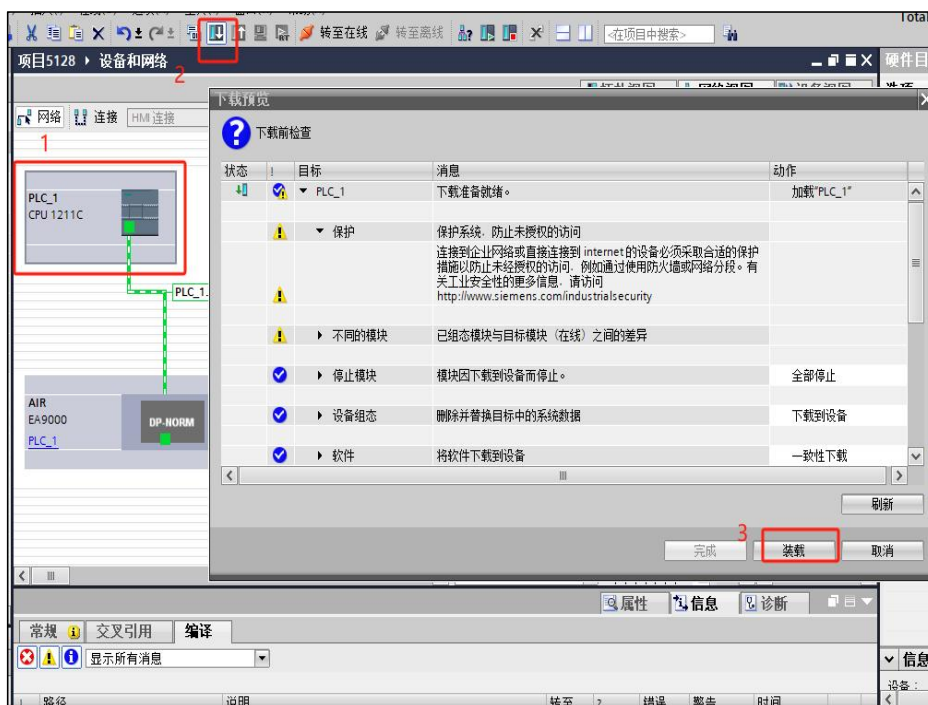 Total
转至在线
转至离线
<在项目中搜索>
项目5128 ▸ 设备和网络
硬件目
2
网络
连接
HMI 连接
1
PLC_1
CPU 1211C
PLC_1.
AIR
EA9000
DP-NORM
PLC_1
下载预览
下载前检查
状态 ! 目标 消息 动作
PLC_1 下载准备就绪。 加载"PLC_1"
保护 保护系统，防止未授权的访问
连接到企业网络或直接连接到 internet 的设备必须采取合适的保护
措施以防止未经授权的访问，例如通过使用防火墙或网络分段。有
关工业安全性的更多信息，请访问
http://www.siemens.com/industrialsecurity
不同的模块 已组态模块与目标模块（在线）之间的差异
停止模块 模块因下载到设备而停止。 全部停止
设备组态 删除并替换目标中的系统数据 下载到设备
软件 将软件下载到设备 一致性下载
刷新
3
完成 装载 取消
属性 信息 诊断
常规 交叉引用 编译
显示所有消息
信息
设备：
! 路径 说明 转至 ? 错误 警告 时间